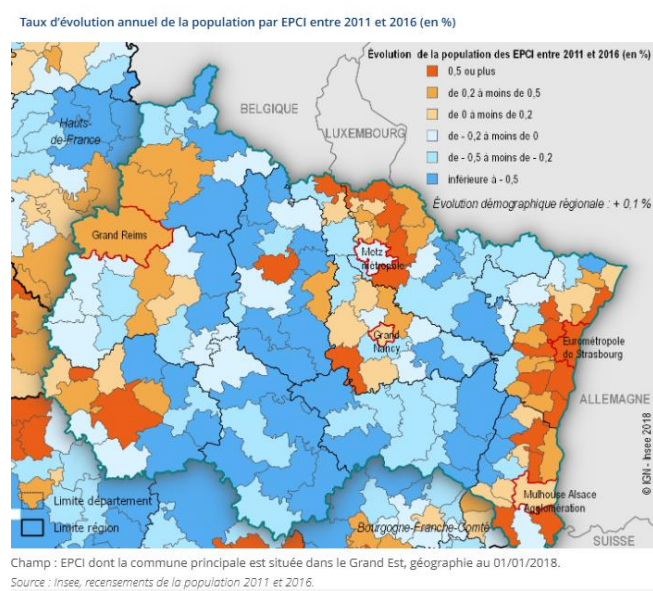 Taux d'évolution annuel de la population par EPCI entre 2011 et 2016 (en %)
Évolution de la population des EPCI entre 2011 et 2016 (en %)
0,5 ou plus
de 0,2 à moins de 0,5
de 0 à moins de 0,2
de - 0,2 à moins de 0
de - 0,5 à moins de - 0,2
inférieure à - 0,5
Évolution démographique régionale : + 0,1 %
BELGIQUE
LUXEMBOURG
Hauts-
de-France
Grand Reims
Metz
métropole
Grand
Nancy
Eurométropole
de Strasbourg
ALLEMAGNE
© IGN - Insee 2018
Mulhouse Alsace
Agglomération
Limite département
Limite région
Bourgogne-Franche-Comté
SUISSE
Champ : EPCI dont la commune principale est située dans le Grand Est, géographie au 01/01/2018.
Source : Insee, recensements de la population 2011 et 2016.